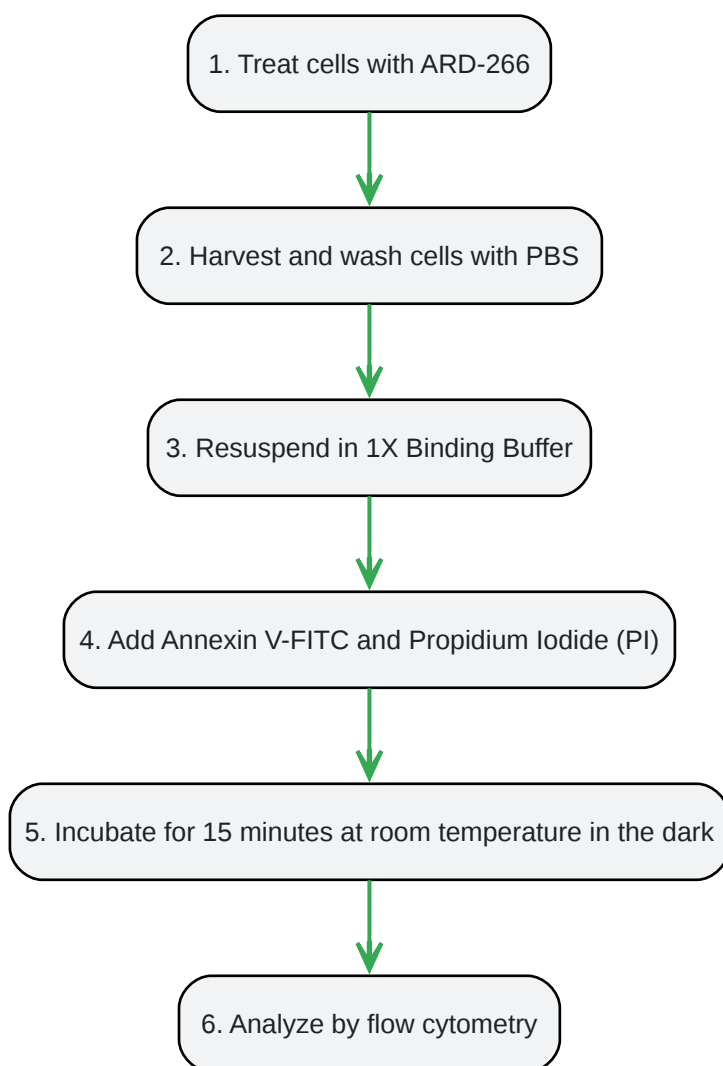 1. Treat cells with ARD-266
2. Harvest and wash cells with PBS
3. Resuspend in 1X Binding Buffer
4. Add Annexin V-FITC and Propidium Iodide (PI)
5. Incubate for 15 minutes at room temperature in the dark
6. Analyze by flow cytometry